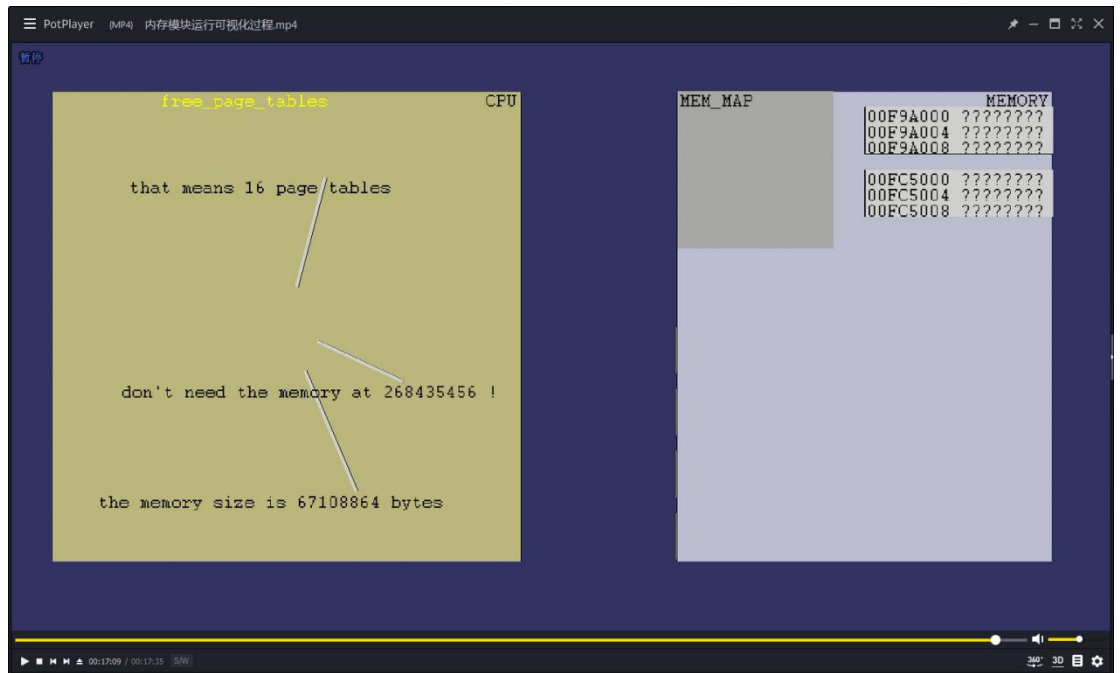 PotPlayer (MP4) 内存模块运行可视化过程.mp4
暂停
free_page_tables CPU
that means 16 page tables
don't need the memory at 268435456 !
the memory size is 67108864 bytes
MEM_MAP MEMORY
00F9A000 ????????
00F9A004 ????????
00F9A008 ????????
00FC5000 ????????
00FC5004 ????????
00FC5008 ????????
00:17:09 / 00:17:35 S/W
360° 3D